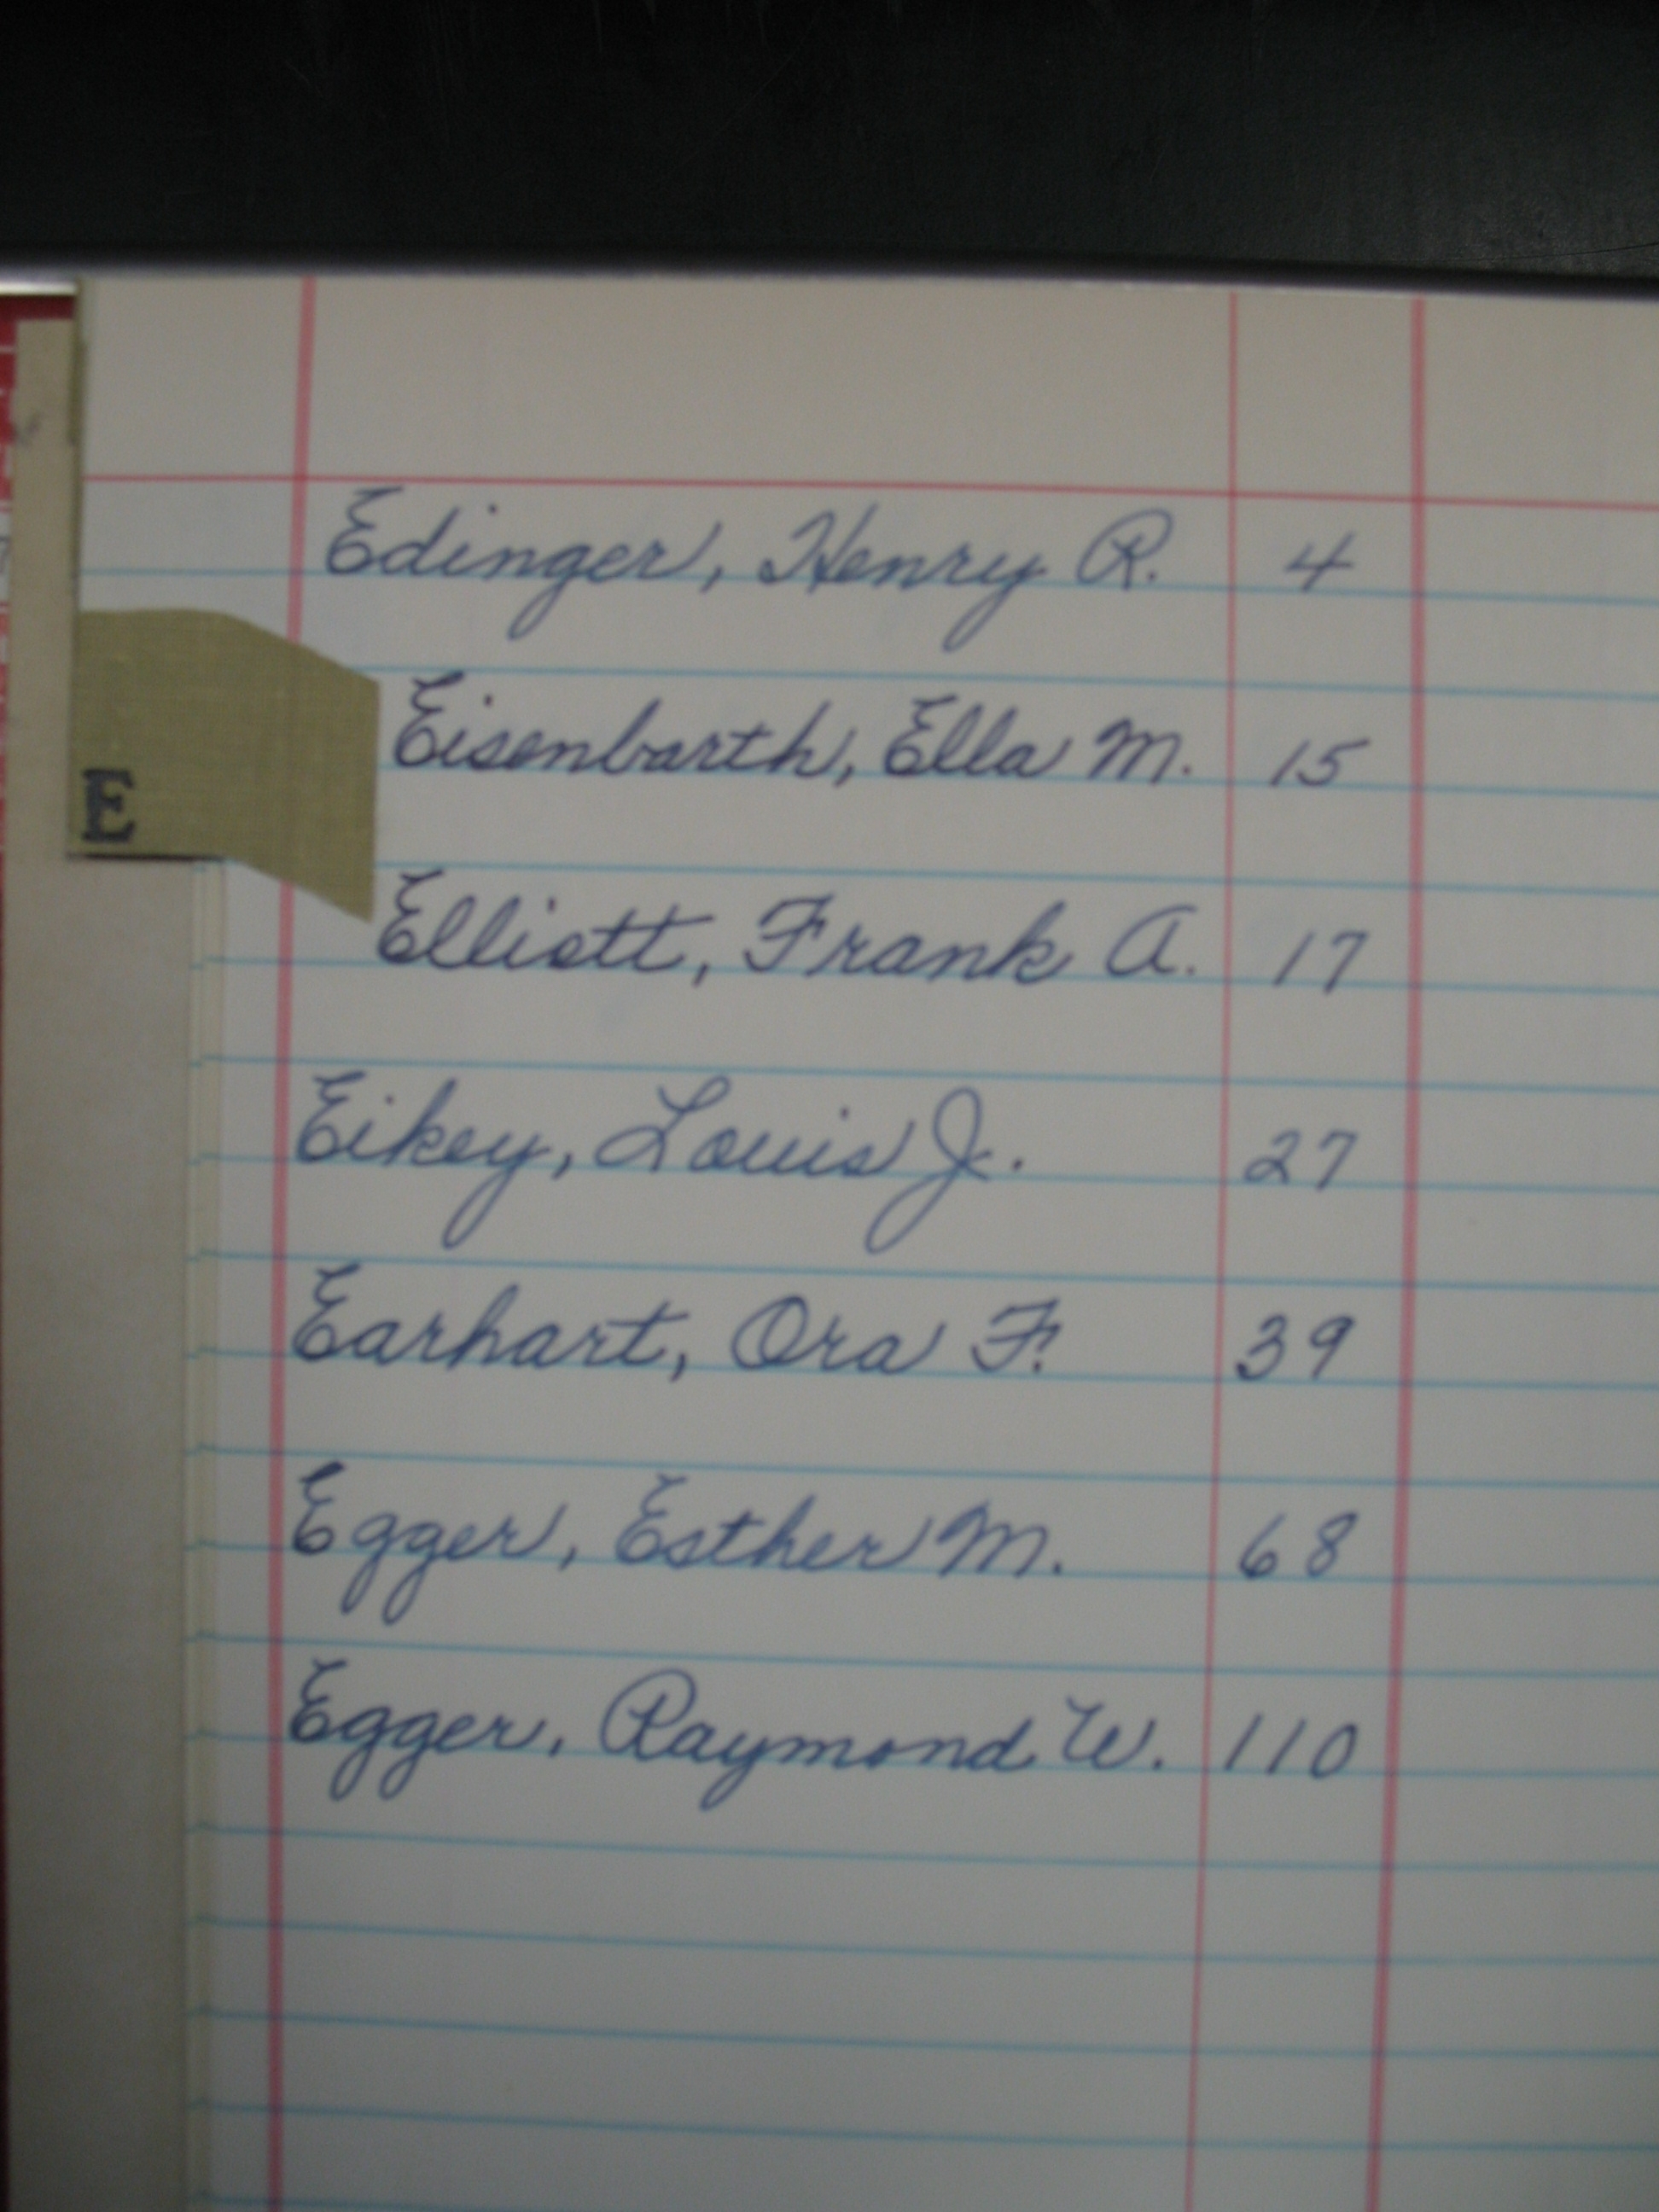 Edinger, Henry R. 4
Eisenbarth, Ella M. 15
E
Elliott, Frank A. 17
Eikey, Louis J. 27
Earhart, Ora F. 39
Egger, Esther M. 68
Egger, Raymond W. 110